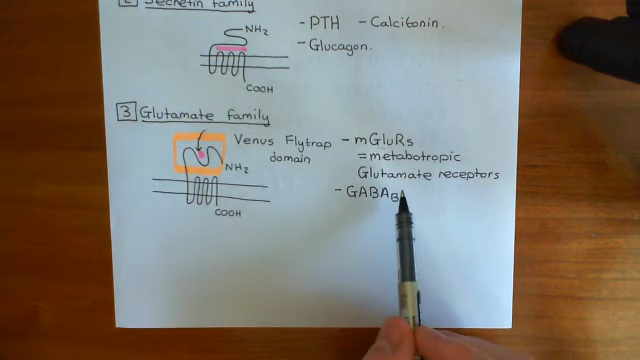 2 Secretin family
NH2
- PTH - Calcitonin.
- Glucagon.
COOH
3 Glutamate family
Venus Flytrap
domain
NH2
COOH
- mGluRs
= metabotropic
Glutamate receptors
- GABAB